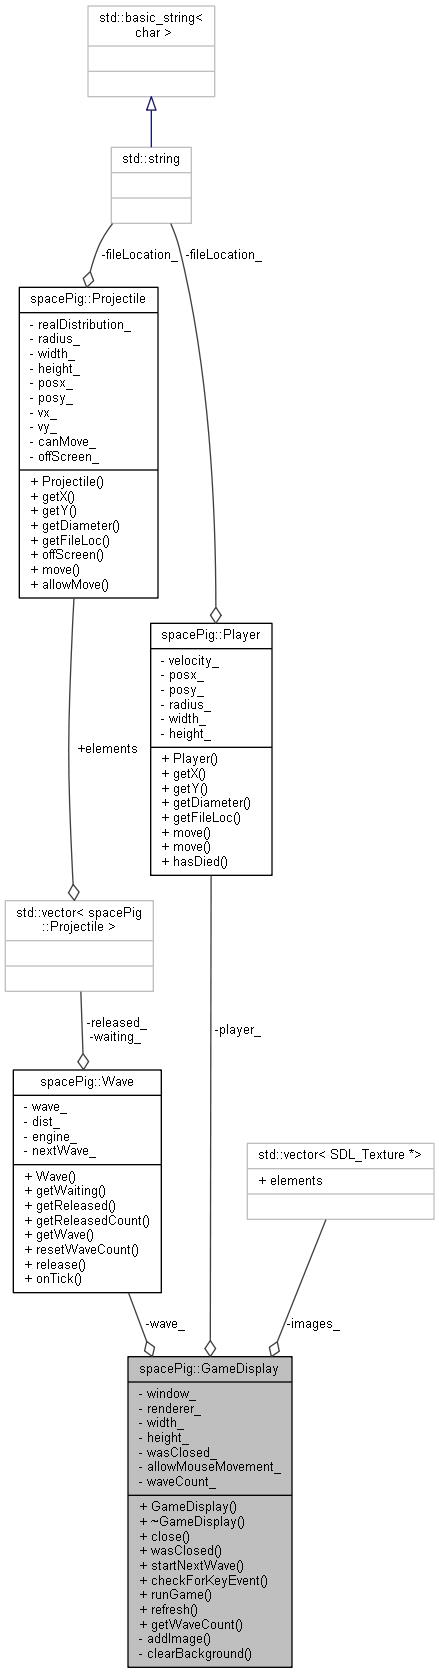 std::basic_string<
char >
std::string
-fileLocation_
-fileLocation_
spacePig::Projectile
- realDistribution_
- radius_
- width_
- height_
- posx_
- posy_
- vx_
- vy_
- canMove_
- offScreen_
+ Projectile()
+ getX()
+ getY()
+ getDiameter()
+ getFileLoc()
+ offScreen()
+ move()
+ allowMove()
spacePig::Player
- velocity_
- posx_
- posy_
- radius_
- width_
- height_
+ Player()
+ getX()
+ getY()
+ getDiameter()
+ getFileLoc()
+ move()
+ move()
+ hasDied()
+elements
std::vector< spacePig
::Projectile >
-released_
-waiting_
-player_
spacePig::Wave
- wave_
- dist_
- engine_
- nextWave_
+ Wave()
+ getWaiting()
+ getReleased()
+ getReleasedCount()
+ getWave()
+ resetWaveCount()
+ release()
+ onTick()
std::vector< SDL_Texture *>
+ elements
-wave_
-images_
spacePig::GameDisplay
- window_
- renderer_
- width_
- height_
- wasClosed_
- allowMouseMovement_
- waveCount_
+ GameDisplay()
+ ~GameDisplay()
+ close()
+ wasClosed()
+ startNextWave()
+ checkForKeyEvent()
+ runGame()
+ refresh()
+ getWaveCount()
- addImage()
- clearBackground()